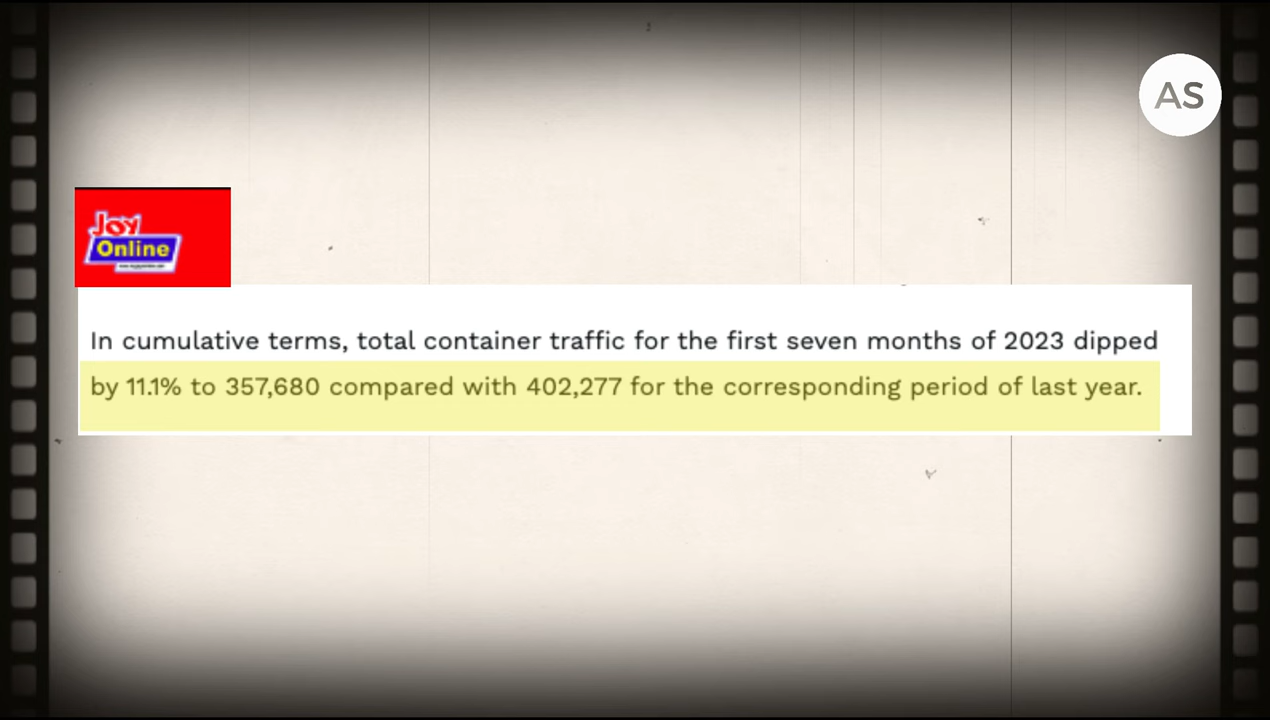 AS
Joy
Online
In cumulative terms, total container traffic for the first seven months of 2023 dipped
by 11.1% to 357,680 compared with 402,277 for the corresponding period of last year.